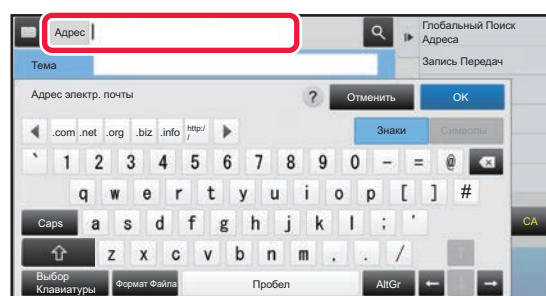 Адрес
Глобальный Поиск
Адреса
Тема
Запись Передач
Адрес электр. почты
?
Отменить
OK
.com .net .org .biz .info http:/
/
Знаки
Символы
` 1 2 3 4 5 6 7 8 9 0 - = @
q w e r t y u i o p [ ] #
Caps a s d f g h j k l ; '
CA
z x c v b n m , . /
Выбор
Клавиатуры
Формат Файла
Пробел
AltGr